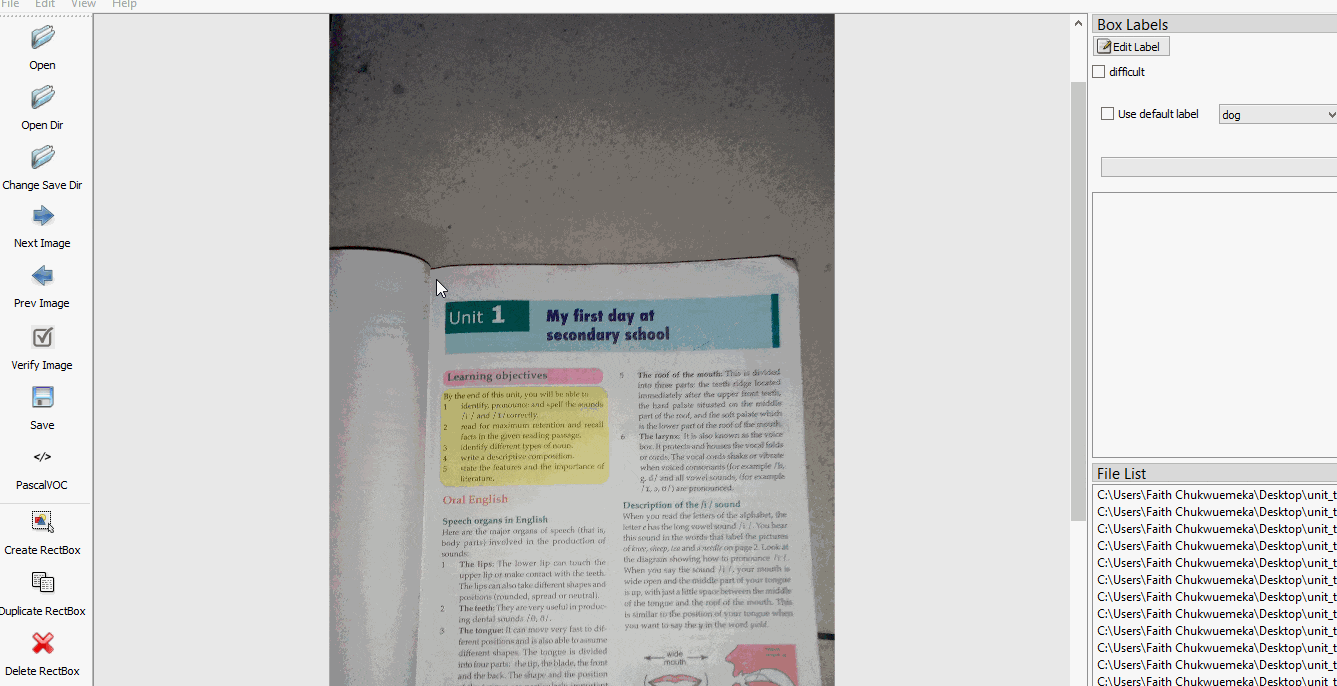 File Edit View Help
Open
Open Dir
Change Save Dir
Next Image
Prev Image
Verify Image
Save
</>
PascalVOC
Create RectBox
Duplicate RectBox
Delete RectBox
Unit 1
My first day at
secondary school
Learning objectives
By the end of this unit, you will be able to
1 identify, pronounce and spell the sounds
/i / and / ɪ / correctly.
2 read for maximum retention and recall
facts in the given reading passage.
3 identify different types of noun.
4 write a descriptive composition.
5 state the features and the importance of
literature.
Oral English
Speech organs in English
Here are the major organs of speech (that is,
body parts) involved in the production of
sounds:
1 The lips: The lower lip can touch the
upper lip or make contact with the teeth.
The lips can also take different shapes and
positions (rounded, spread or neutral).
2 The teeth: They are very useful in produc-
ing dental sounds /θ, ð/.
3 The tongue: It can move very fast to dif-
ferent positions and is also able to assume
different shapes. The tongue is divided
into four parts: the tip, the blade, the front
and the back. The shape and the position
5 The roof of the mouth: This is divided
into three parts: the teeth ridge located
immediately after the upper front teeth,
the hard palate situated on the middle
part of the roof, and the soft palate which
is the lower part of the roof of the mouth.
6 The larynx: It is also known as the voice
box. It protects and houses the vocal folds
or cords. The vocal cords shake or vibrate
when voiced consonants (for example /b,
g, d/ and all vowel sounds, (for example
are pronounced.
Description of the /i / sound
When you read the letters of the alphabet, the
letter e has the long vowel sound /i /. You hear
this sound in the words that label the pictures
of knee, sheep, tea and a needle on page 2. Look at
the diagram showing how to pronounce /i /.
When you say the sound /i /, your mouth is
wide open and the middle part of your tongue
is up, with just a little space between the middle
of the tongue and the roof of the mouth. This
is similar to the position of your tongue when
you want to say the y in the word yield.
wide
mouth
Box Labels
Edit Label
difficult
Use default label dog
File List
C:\Users\Faith Chukwuemeka\Desktop\unit_t
C:\Users\Faith Chukwuemeka\Desktop\unit_t
C:\Users\Faith Chukwuemeka\Desktop\unit_t
C:\Users\Faith Chukwuemeka\Desktop\unit_t
C:\Users\Faith Chukwuemeka\Desktop\unit_t
C:\Users\Faith Chukwuemeka\Desktop\unit_t
C:\Users\Faith Chukwuemeka\Desktop\unit_t
C:\Users\Faith Chukwuemeka\Desktop\unit_t
C:\Users\Faith Chukwuemeka\Desktop\unit_t
C:\Users\Faith Chukwuemeka\Desktop\unit_t
C:\Users\Faith Chukwuemeka\Desktop\unit_t
C:\Users\Faith Chukwuemeka\Desktop\unit_t